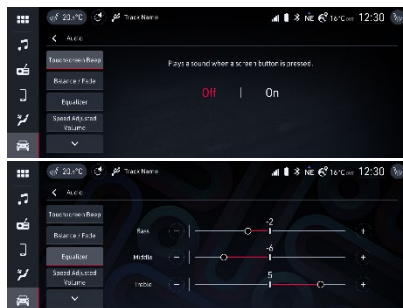 20.5°C
Track Name
NE
16°C
12:30
Audio
Touchscreen Beep
Plays a sound when a screen button is pressed.
Balance / Fade
Off | On
Equalizer
Speed Adjusted
Volume
20.5°C
Track Name
NE
16°C
12:30
Audio
Touchscreen Beep
Balance / Fade
Bass
-2
Equalizer
Middle
-6
Speed Adjusted
Volume
Treble
5